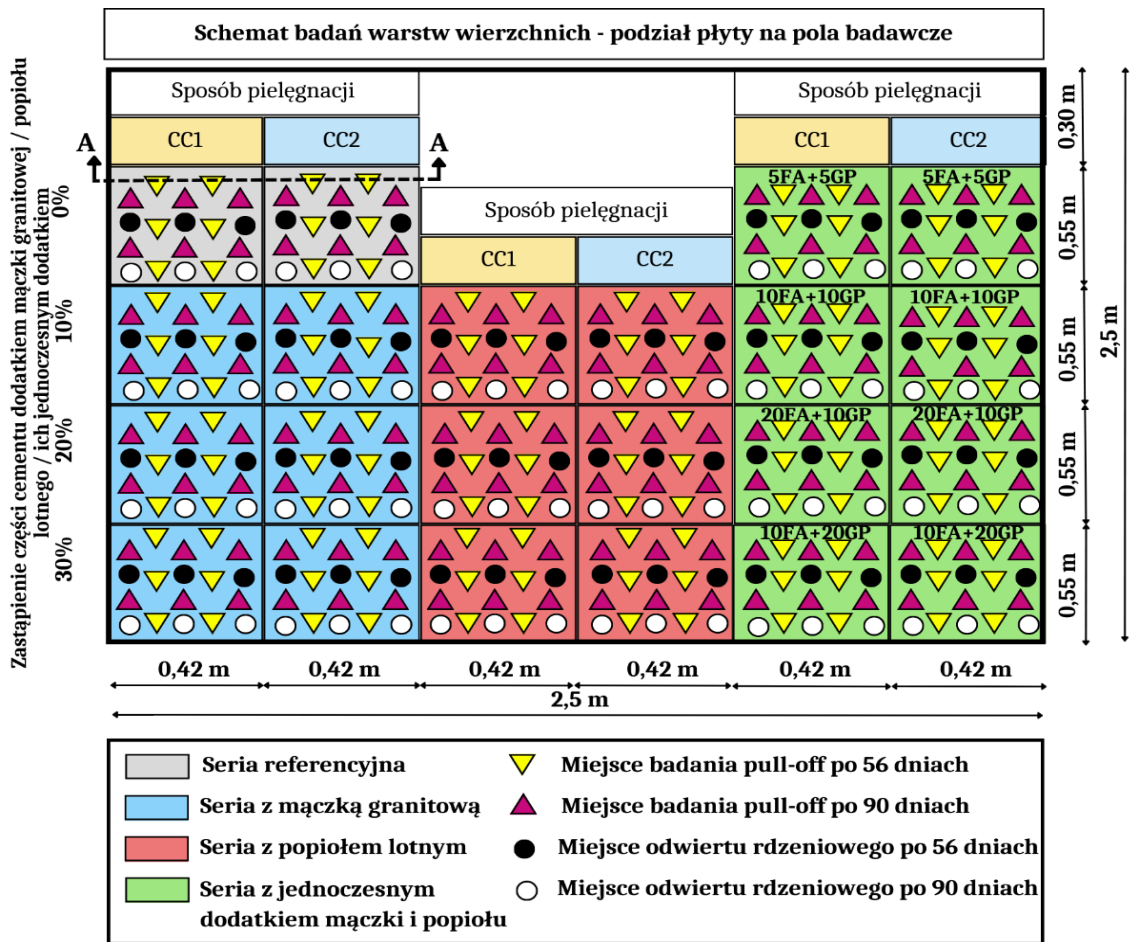 Schemat badań warstw wierzchnich - podział płyty na pola badawcze
Zastąpienie części cementu dodatkiem mączki granitowej / popiołu
lotnego / ich jednoczesnym dodatkiem
Sposób pielęgnacji
Sposób pielęgnacji
CC1
CC2
CC1
CC2
A
A
Sposób pielęgnacji
CC1
CC2
0%
10%
20%
30%
5FA+5GP
5FA+5GP
10FA+10GP
10FA+10GP
20FA+10GP
20FA+10GP
10FA+20GP
10FA+20GP
0,30 m
0,55 m
0,55 m
0,55 m
0,55 m
2,5 m
0,42 m
0,42 m
0,42 m
0,42 m
0,42 m
0,42 m
2,5 m
Seria referencyjna
Seria z mączką granitową
Seria z popiołem lotnym
Seria z jednoczesnym
dodatkiem mączki i popiołu
Miejsce badania pull-off po 56 dniach
Miejsce badania pull-off po 90 dniach
Miejsce odwiertu rdzeniowego po 56 dniach
Miejsce odwiertu rdzeniowego po 90 dniach